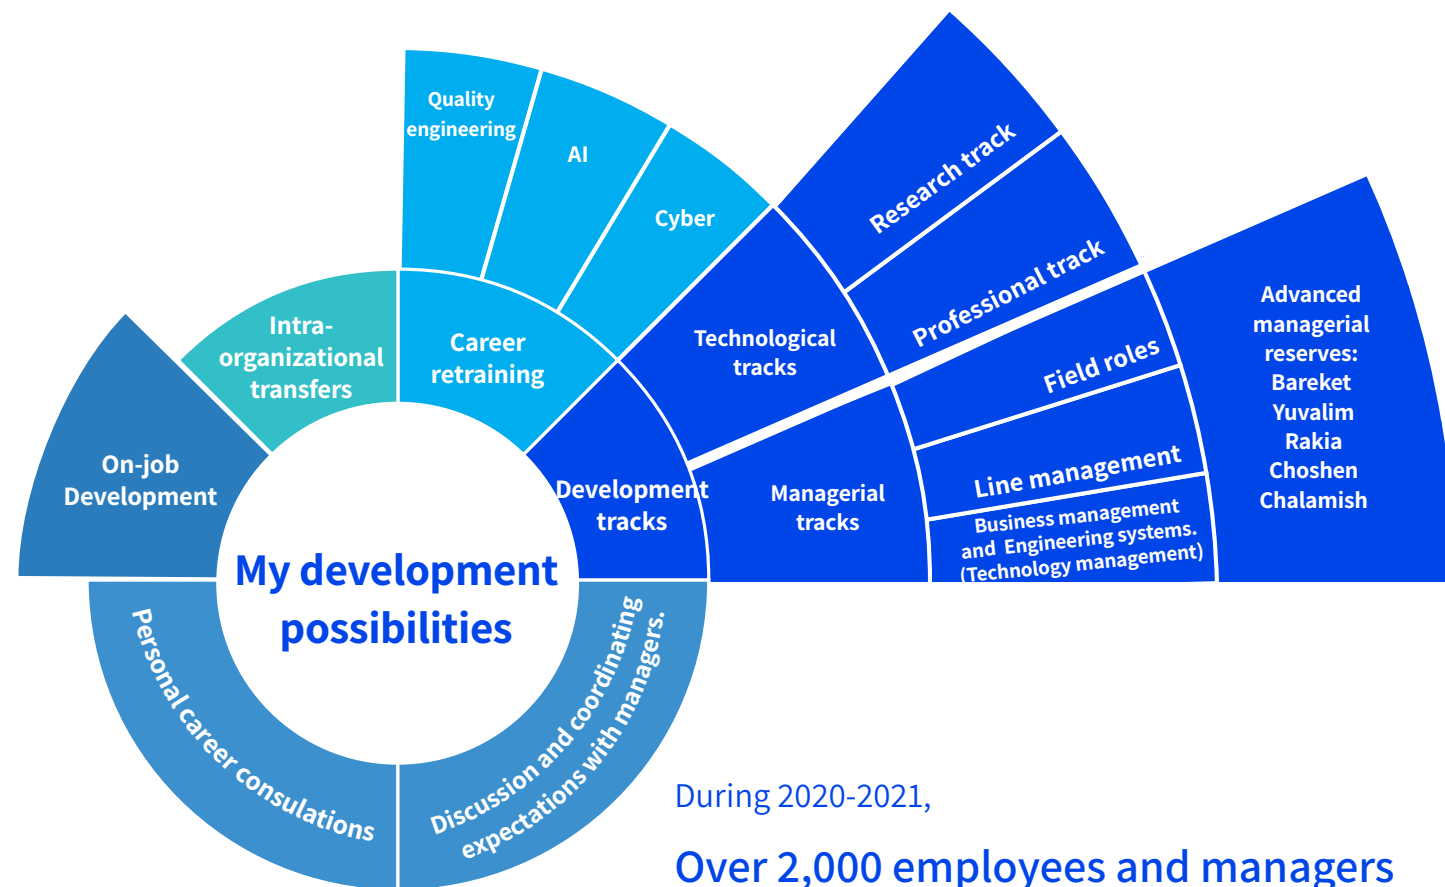 Quality
engineering
AI
Cyber
Research track
Professional track
Technological
tracks
Career
retraining
Intra-
organizational
transfers
On-job
Development
My development
possibilities
Development
tracks
Managerial
tracks
Field roles
Line management
Business management
and Engineering systems.
(Technology management)
Advanced
managerial
reserves:
Bareket
Yuvalim
Rakia
Choshen
Chalamish
Personal career consulations
Discussion and coordinating
expectations with managers.
During 2020-2021,
Over 2,000 employees and managers